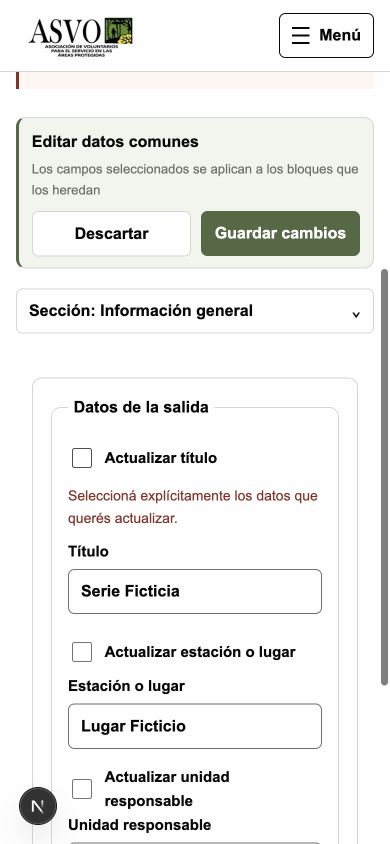 ASVO
ASOCIACIÓN DE VOLUNTARIOS
PARA EL SERVICIO EN LAS
ÁREAS PROTEGIDAS
Menú
Editar datos comunes
Los campos seleccionados se aplican a los bloques que
los heredan
Descartar
Guardar cambios
Sección: Información general
Datos de la salida
Actualizar título
Seleccioná explícitamente los datos que
querés actualizar.
Título
Serie Ficticia
Actualizar estación o lugar
Estación o lugar
Lugar Ficticio
Actualizar unidad
responsable
N
Unidad responsable